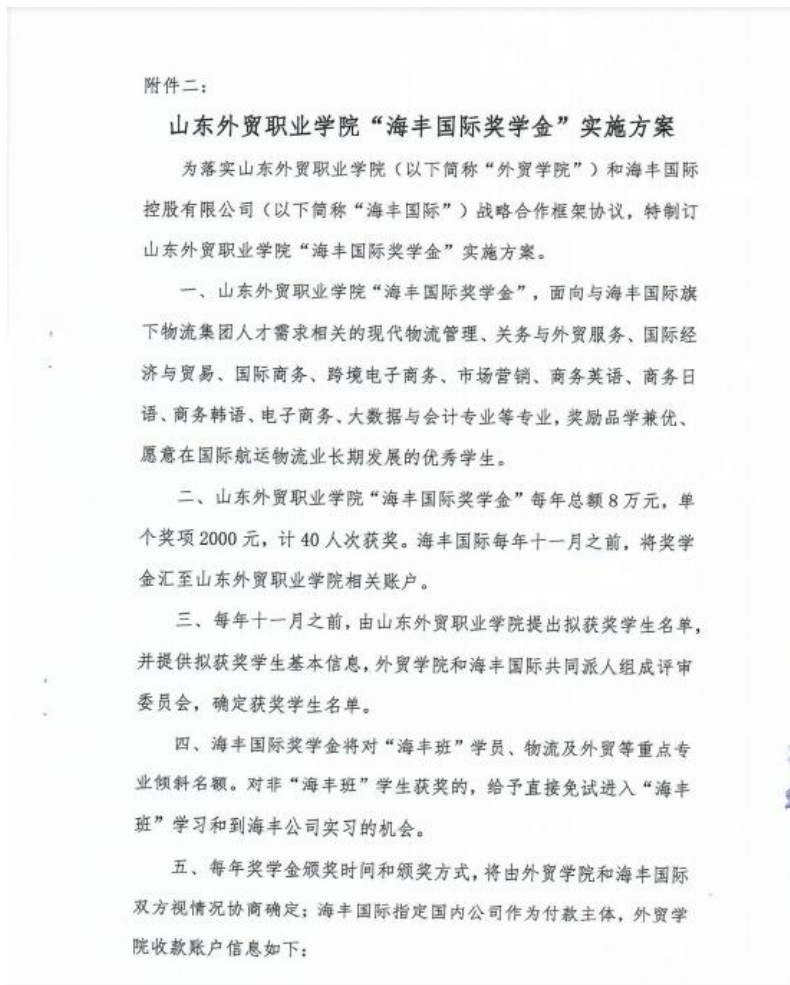 附件二：
山东外贸职业学院“海丰国际奖学金”实施方案
为落实山东外贸职业学院（以下简称“外贸学院”）和海丰国际
控股有限公司（以下简称“海丰国际”）战略合作框架协议，特制订
山东外贸职业学院“海丰国际奖学金”实施方案。
一、山东外贸职业学院“海丰国际奖学金”，面向与海丰国际旗
下物流集团人才需求相关的现代物流管理、关务与外贸服务、国际经
济与贸易、国际商务、跨境电子商务、市场营销、商务英语、商务日
语、商务韩语、电子商务、大数据与会计专业等专业，奖励品学兼优、
愿意在国际航运物流业长期发展的优秀学生。
二、山东外贸职业学院“海丰国际奖学金”每年总额8万元，单
个奖项2000元，计40人次获奖。海丰国际每年十一月之前，将奖学
金汇至山东外贸职业学院相关账户。
三、每年十一月之前，由山东外贸职业学院提出拟获奖学生名单，
并提供拟获奖学生基本信息，外贸学院和海丰国际共同派人组成评审
委员会，确定获奖学生名单。
四、海丰国际奖学金将对“海丰班”学员、物流及外贸等重点专
业倾斜名额。对非“海丰班”学生获奖的，给予直接免试进入“海丰
班”学习和到海丰公司实习的机会。
五、每年奖学金颁奖时间和颁奖方式，将由外贸学院和海丰国际
双方视情况协商确定；海丰国际指定国内公司作为付款主体，外贸学
院收款账户信息如下：